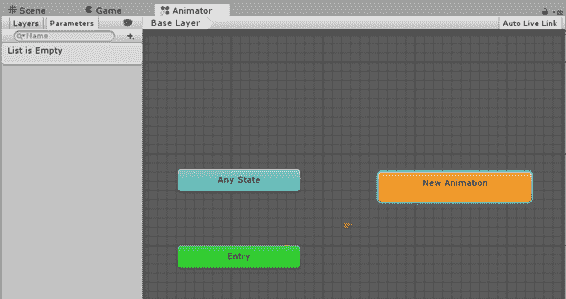 Scene Game Animator
Layers Parameters
Base Layer
Auto Live Link
Name
List is Empty
Any State
New Animation
Entry